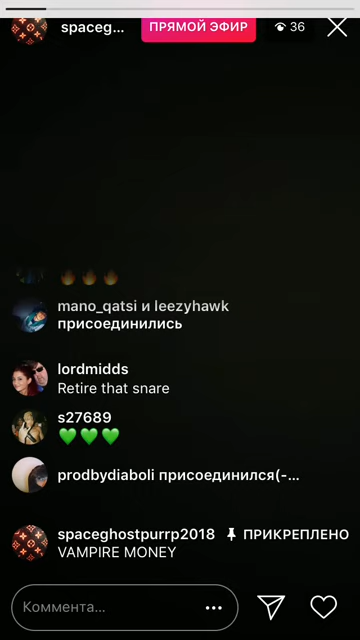 spaceg...
ПРЯМОЙ ЭФИР
36
mano_qatsi и leezyhawk
присоединились
lordmidds
Retire that snare
s27689
prodbydiaboli присоединился(-...
spaceghostpurrp2018 ПРИКРЕПЛЕНО
VAMPIRE MONEY
Коммента...